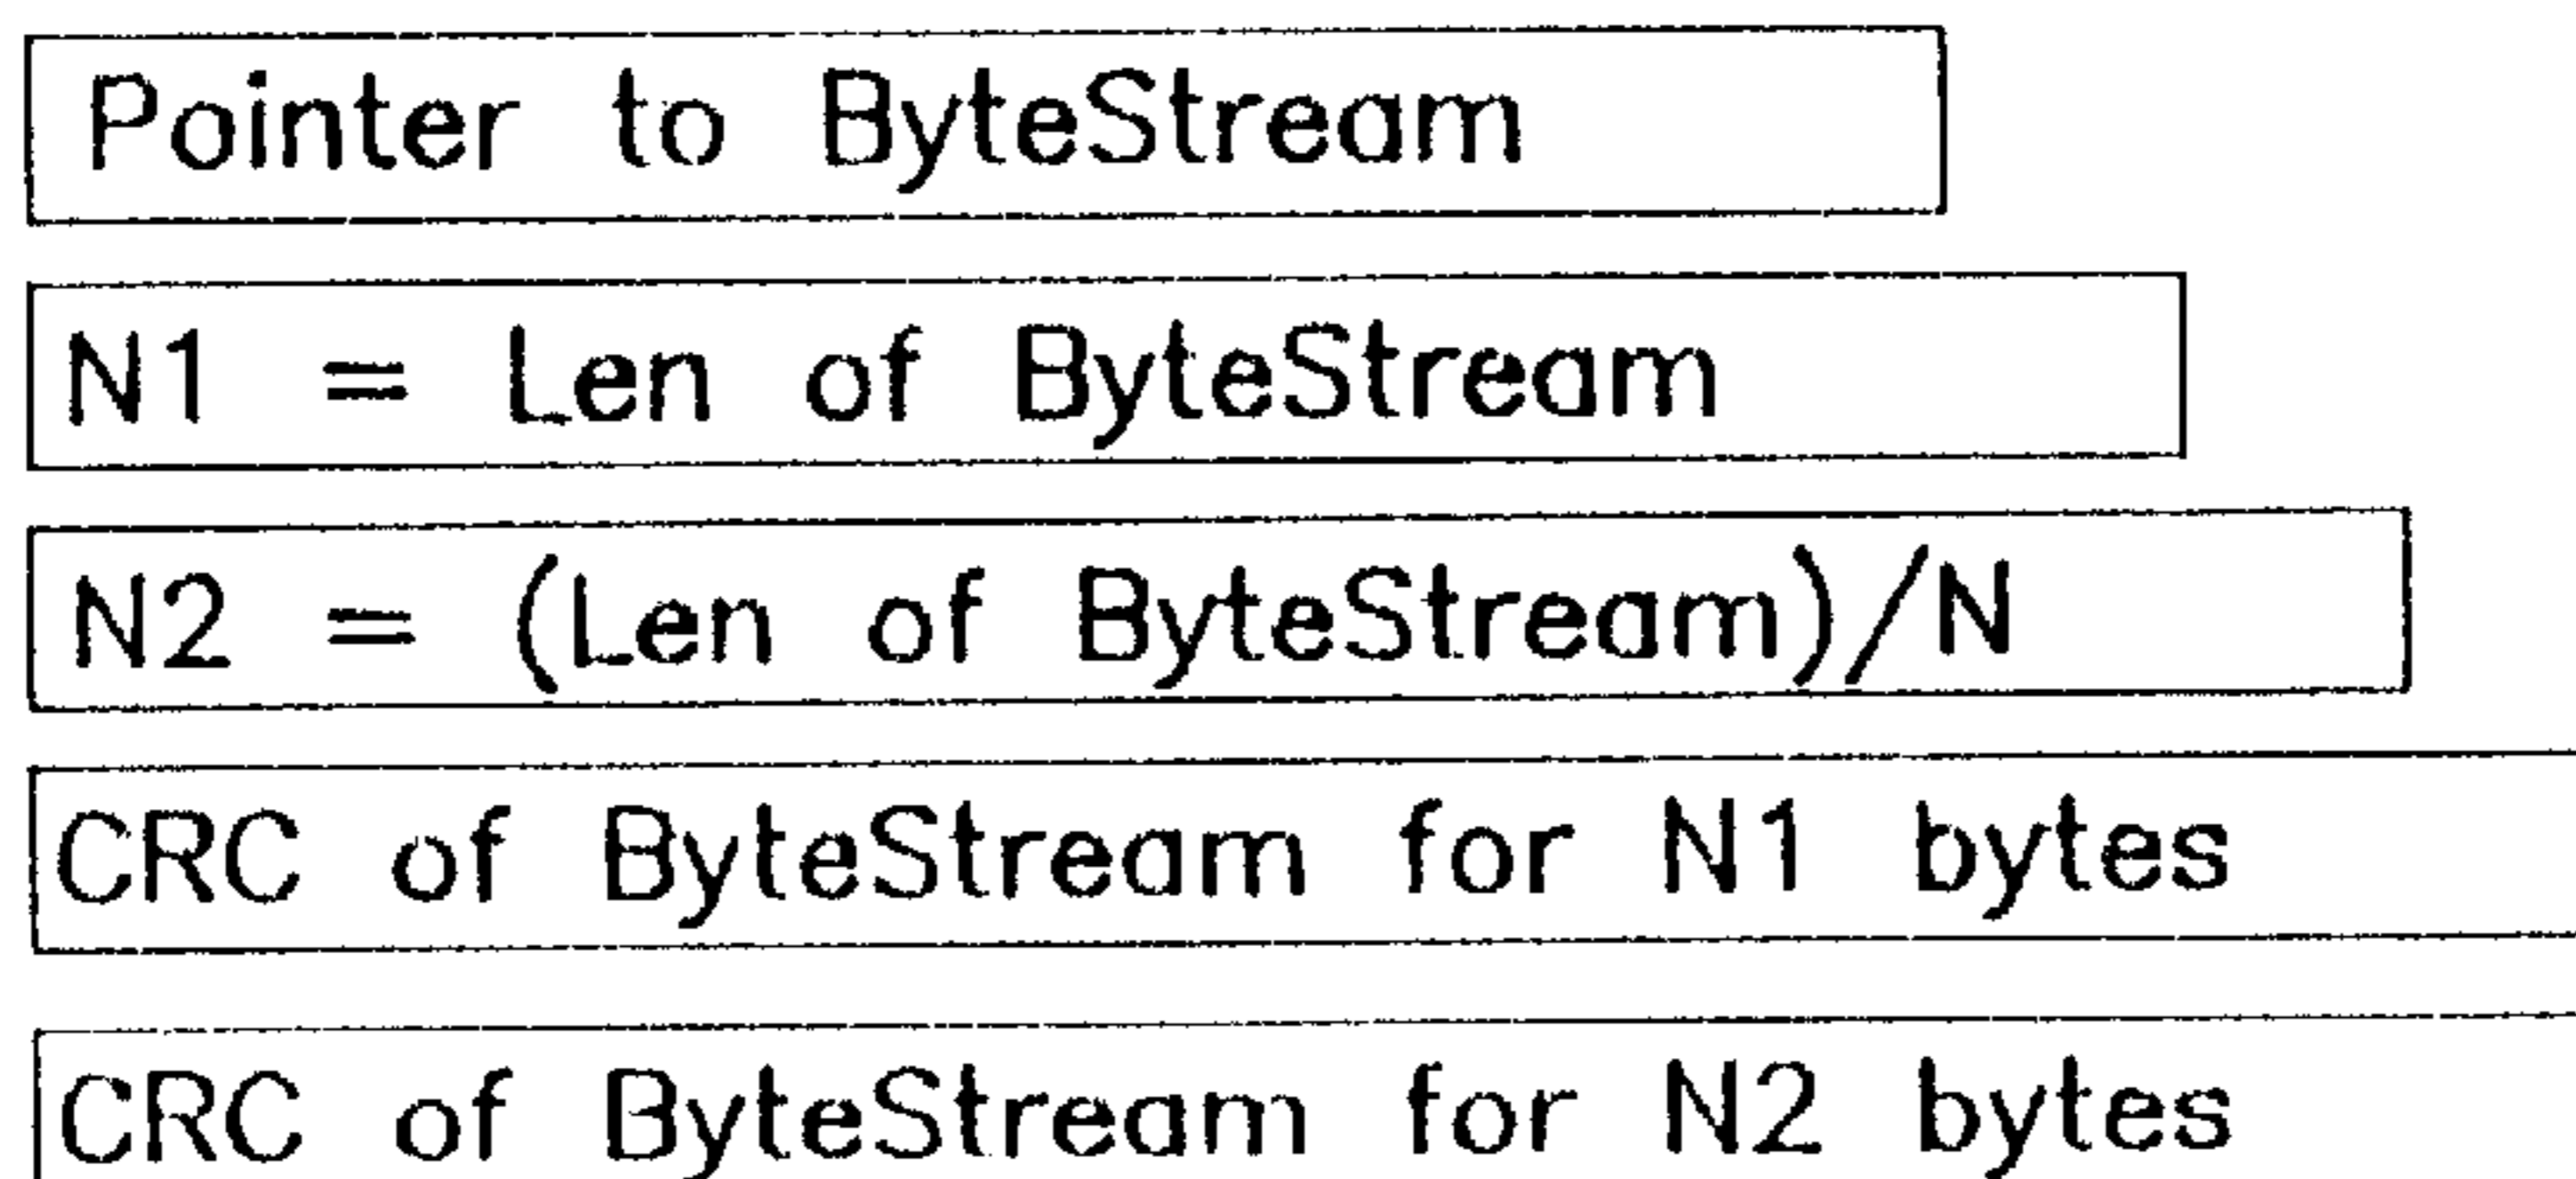 Pointer to ByteStream
N1 = Len of ByteStream
N2 = (Len of ByteStream)/N
CRC of ByteStream for N1 bytes
CRC of ByteStream for N2 bytes